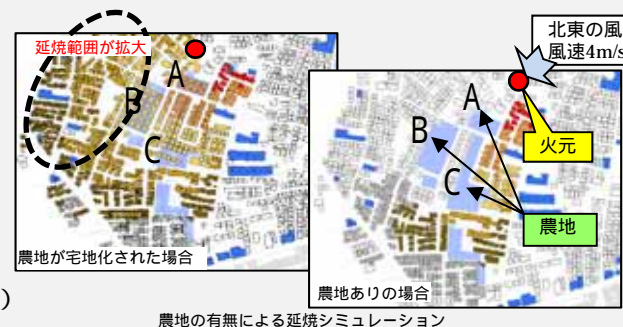 延焼範囲が拡大
A
B
C
農地が宅地化された場合
北東の風
風速4m/s
A
B
C
火元
農地
農地ありの場合
)
農地の有無による延焼シミュレーション